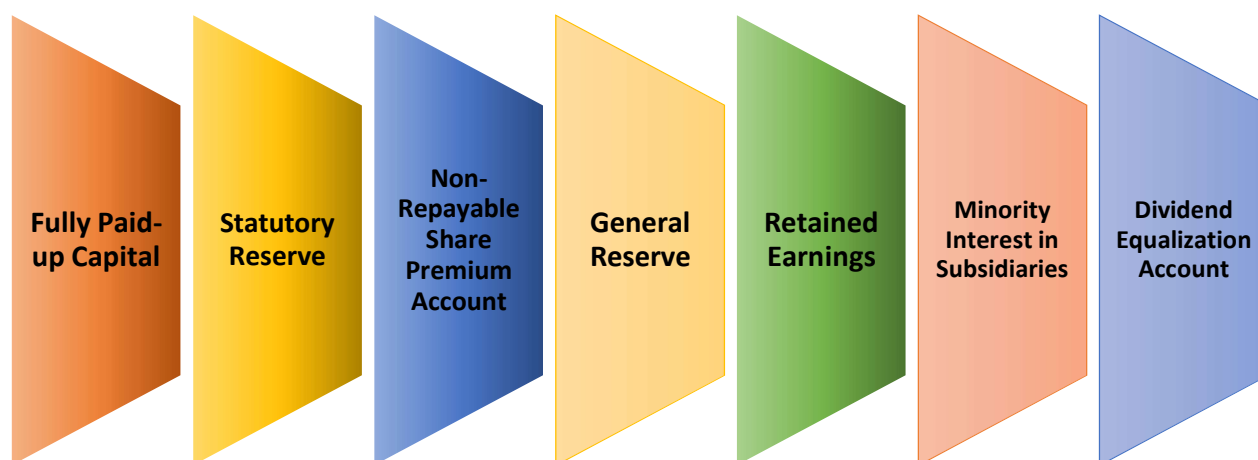 Fully Paid-
up Capital
Statutory
Reserve
Non-
Repayable
Share
Premium
Account
General
Reserve
Retained
Earnings
Minority
Interest in
Subsidiaries
Dividend
Equalization
Account